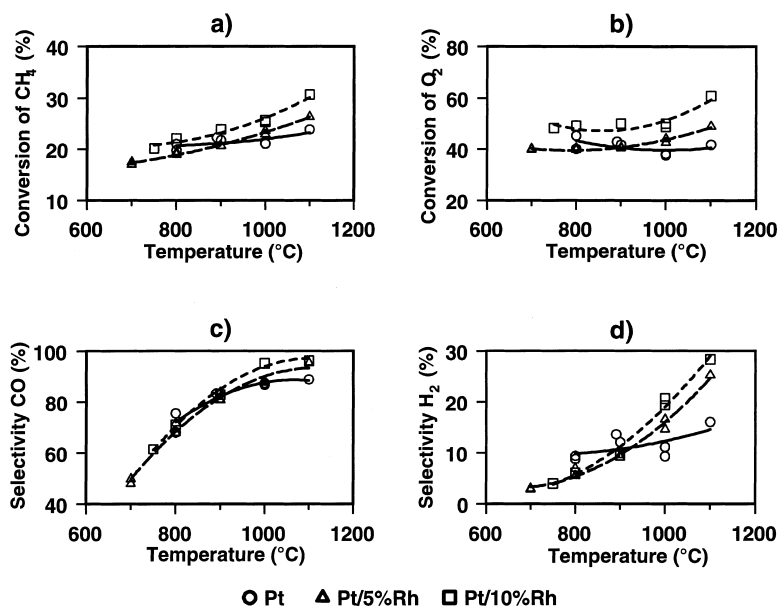 a)
Conversion of CH4 (%)
40
30
20
10
600 800 1000 1200
Temperature (°C)
b)
Conversion of O2 (%)
80
60
40
20
600 800 1000 1200
Temperature (°C)
c)
Selectivity CO (%)
100
80
60
40
600 800 1000 1200
Temperature (°C)
d)
Selectivity H2 (%)
30
20
10
0
600 800 1000 1200
Temperature (°C)
Pt Pt/5%Rh Pt/10%Rh